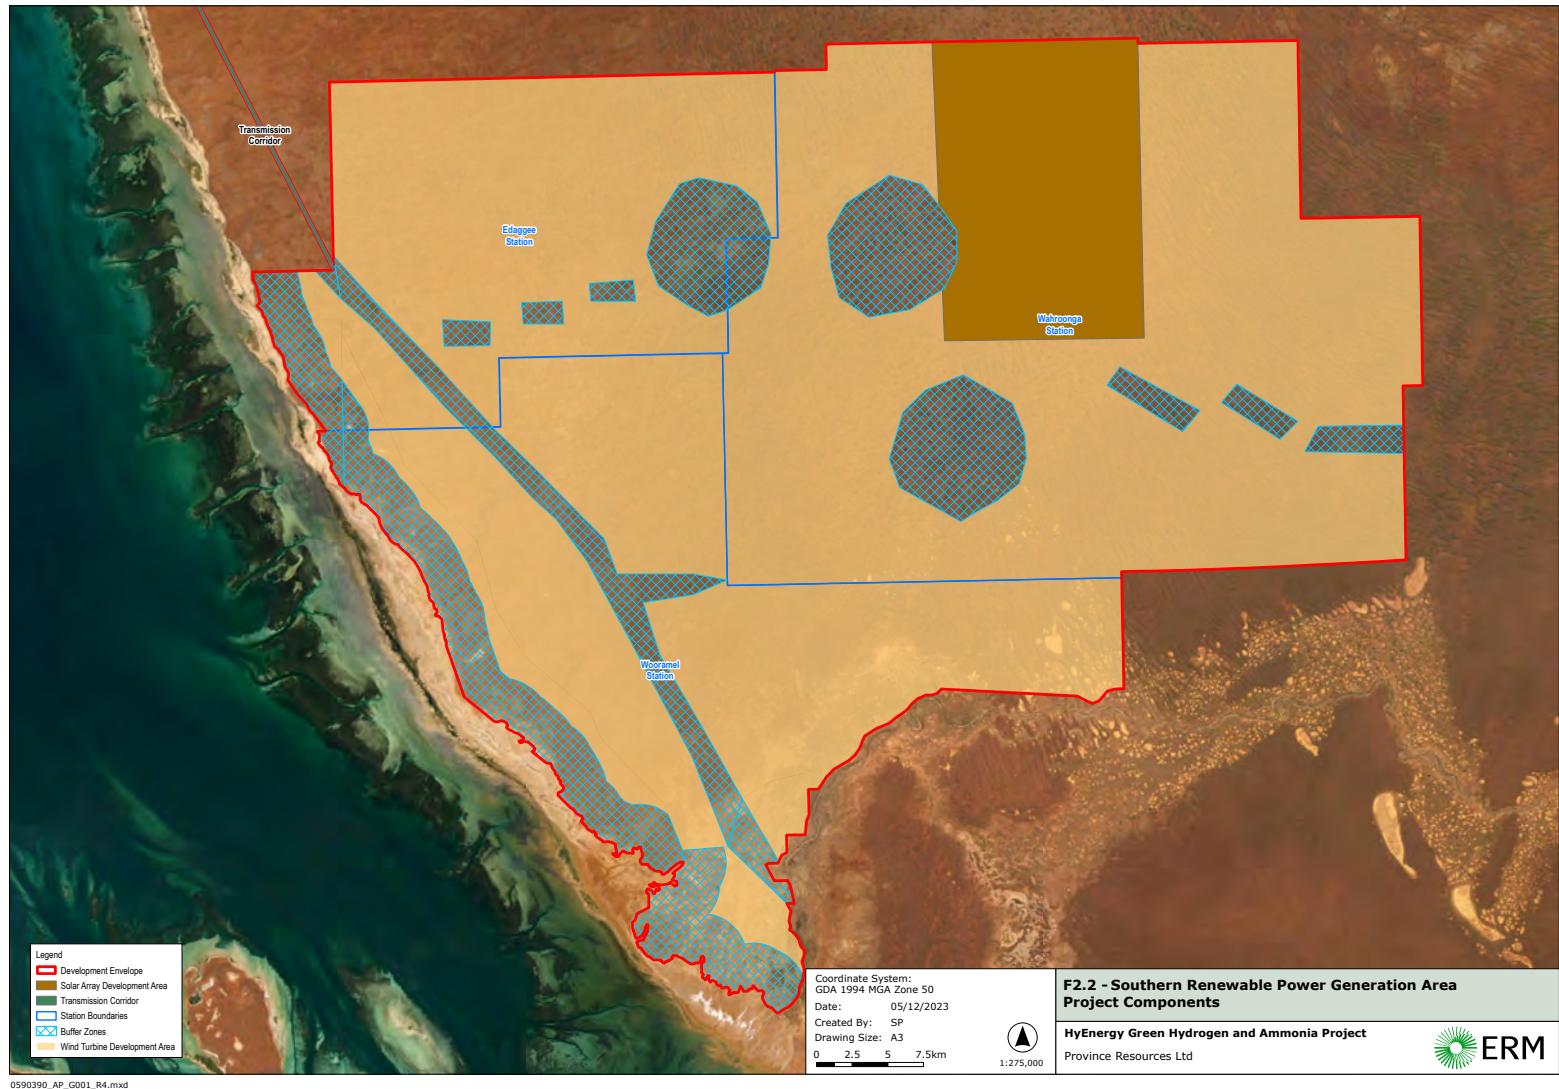 Transmission
Corridor
Edaggee
Station
Wahroonga
Station
Wooramel
Station
Legend
Development Envelope
Solar Array Development Area
Transmission Corridor
Station Boundaries
Buffer Zones
Wind Turbine Development Area
Coordinate System:
GDA 1994 MGA Zone 50
Date: 05/12/2023
Created By: SP
Drawing Size: A3
0 2.5 5 7.5km
1:275,000
F2.2 - Southern Renewable Power Generation Area
Project Components
HyEnergy Green Hydrogen and Ammonia Project
Province Resources Ltd
ERM
0590390_AP_G001_R4.mxd